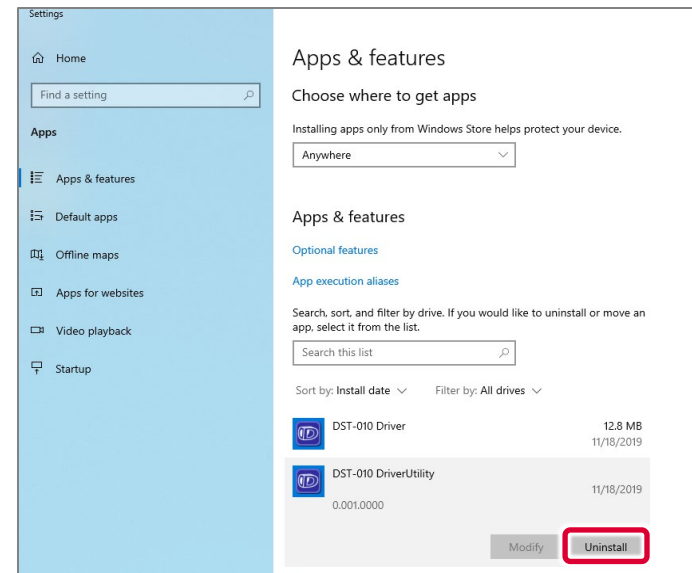 Settings
Home
Find a setting
Apps
Apps & features
Default apps
Offline maps
Apps for websites
Video playback
Startup
Apps & features
Choose where to get apps
Installing apps only from Windows Store helps protect your device.
Anywhere
Apps & features
Optional features
App execution aliases
Search, sort, and filter by drive. If you would like to uninstall or move an
app, select it from the list.
Search this list
Sort by: Install date Filter by: All drives
DST-010 Driver 12.8 MB
11/18/2019
DST-010 DriverUtility
11/18/2019
0.001.0000
Modify Uninstall